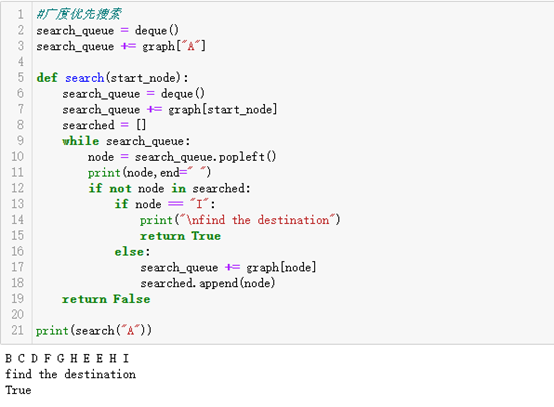 1 #广度优先搜索
2 search_queue = deque()
3 search_queue += graph["A"]
4
5 def search(start_node):
6     search_queue = deque()
7     search_queue += graph[start_node]
8     searched = []
9     while search_queue:
10         node = search_queue.popleft()
11         print(node,end=" ")
12         if not node in searched:
13             if node == "I":
14                 print("\nfind the destination")
15                 return True
16             else:
17                 search_queue += graph[node]
18                 searched.append(node)
19     return False
20
21 print(search("A"))
B C D F G H E E H I
find the destination
True